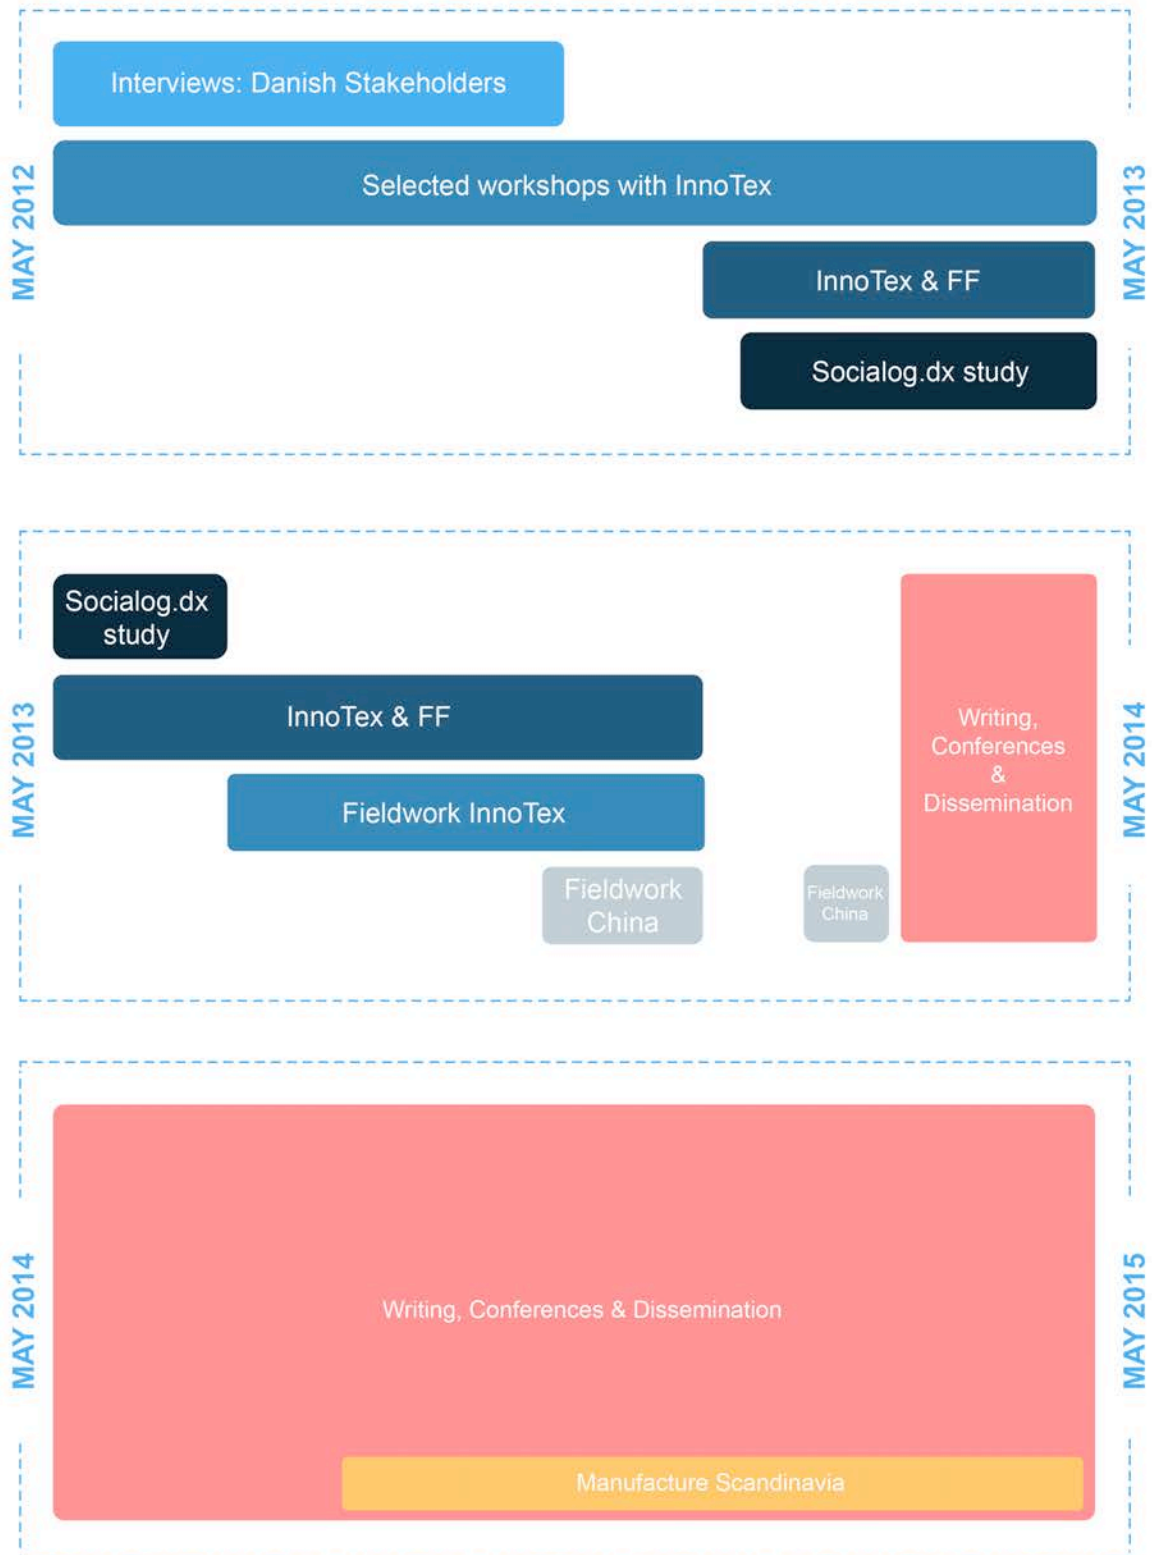 Interviews: Danish Stakeholders
MAY 2012
Selected workshops with InnoTex
MAY 2013
InnoTex & FF
Socialog.dx study
Socialog.dx
study
MAY 2013
InnoTex & FF
Writing,
Conferences
&
Dissemination
MAY 2014
Fieldwork InnoTex
Fieldwork
China
Fieldwork
China
MAY 2014
Writing, Conferences & Dissemination
MAY 2015
Manufacture Scandinavia